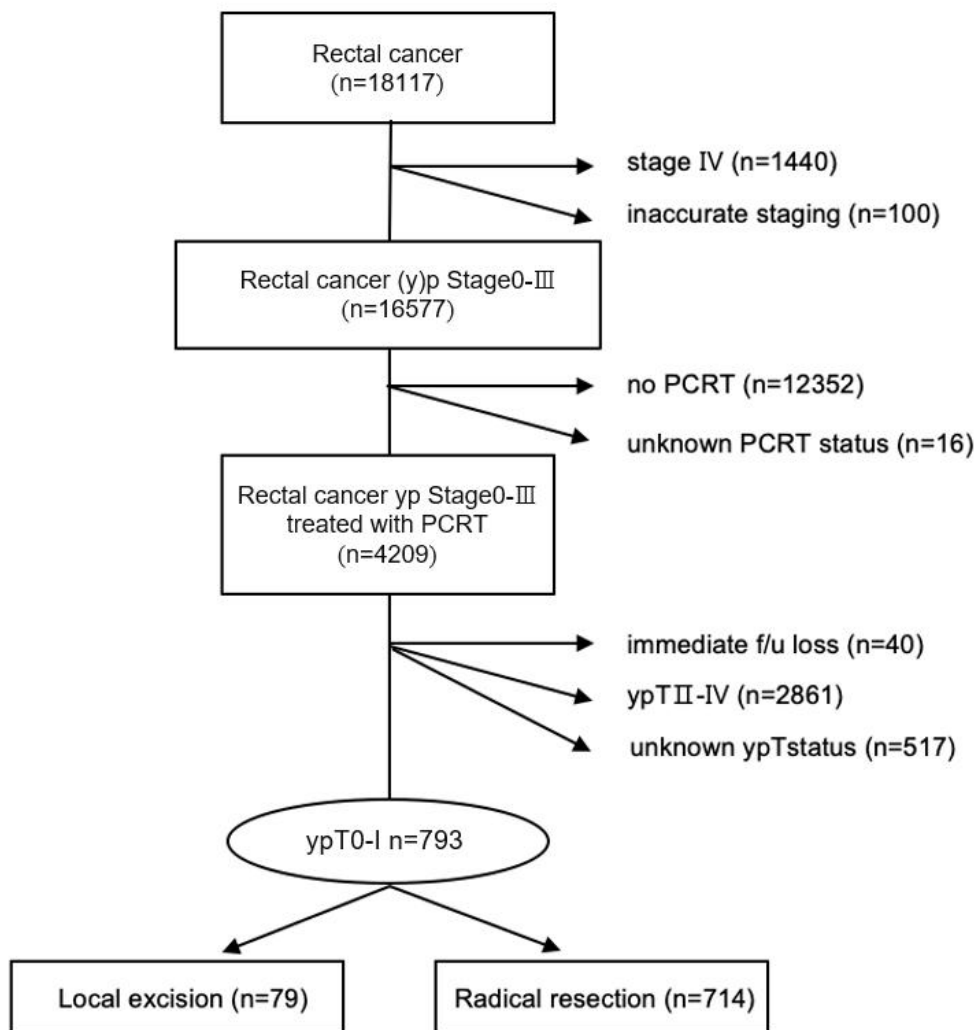 Rectal cancer
(n=18117)
stage Ⅳ (n=1440)
inaccurate staging (n=100)
Rectal cancer (y)p Stage0-Ⅲ
(n=16577)
no PCRT (n=12352)
unknown PCRT status (n=16)
Rectal cancer yp Stage0-Ⅲ
treated with PCRT
(n=4209)
immediate f/u loss (n=40)
ypTⅡ-IV (n=2861)
unknown ypTstatus (n=517)
ypT0-I n=793
Local excision (n=79)
Radical resection (n=714)